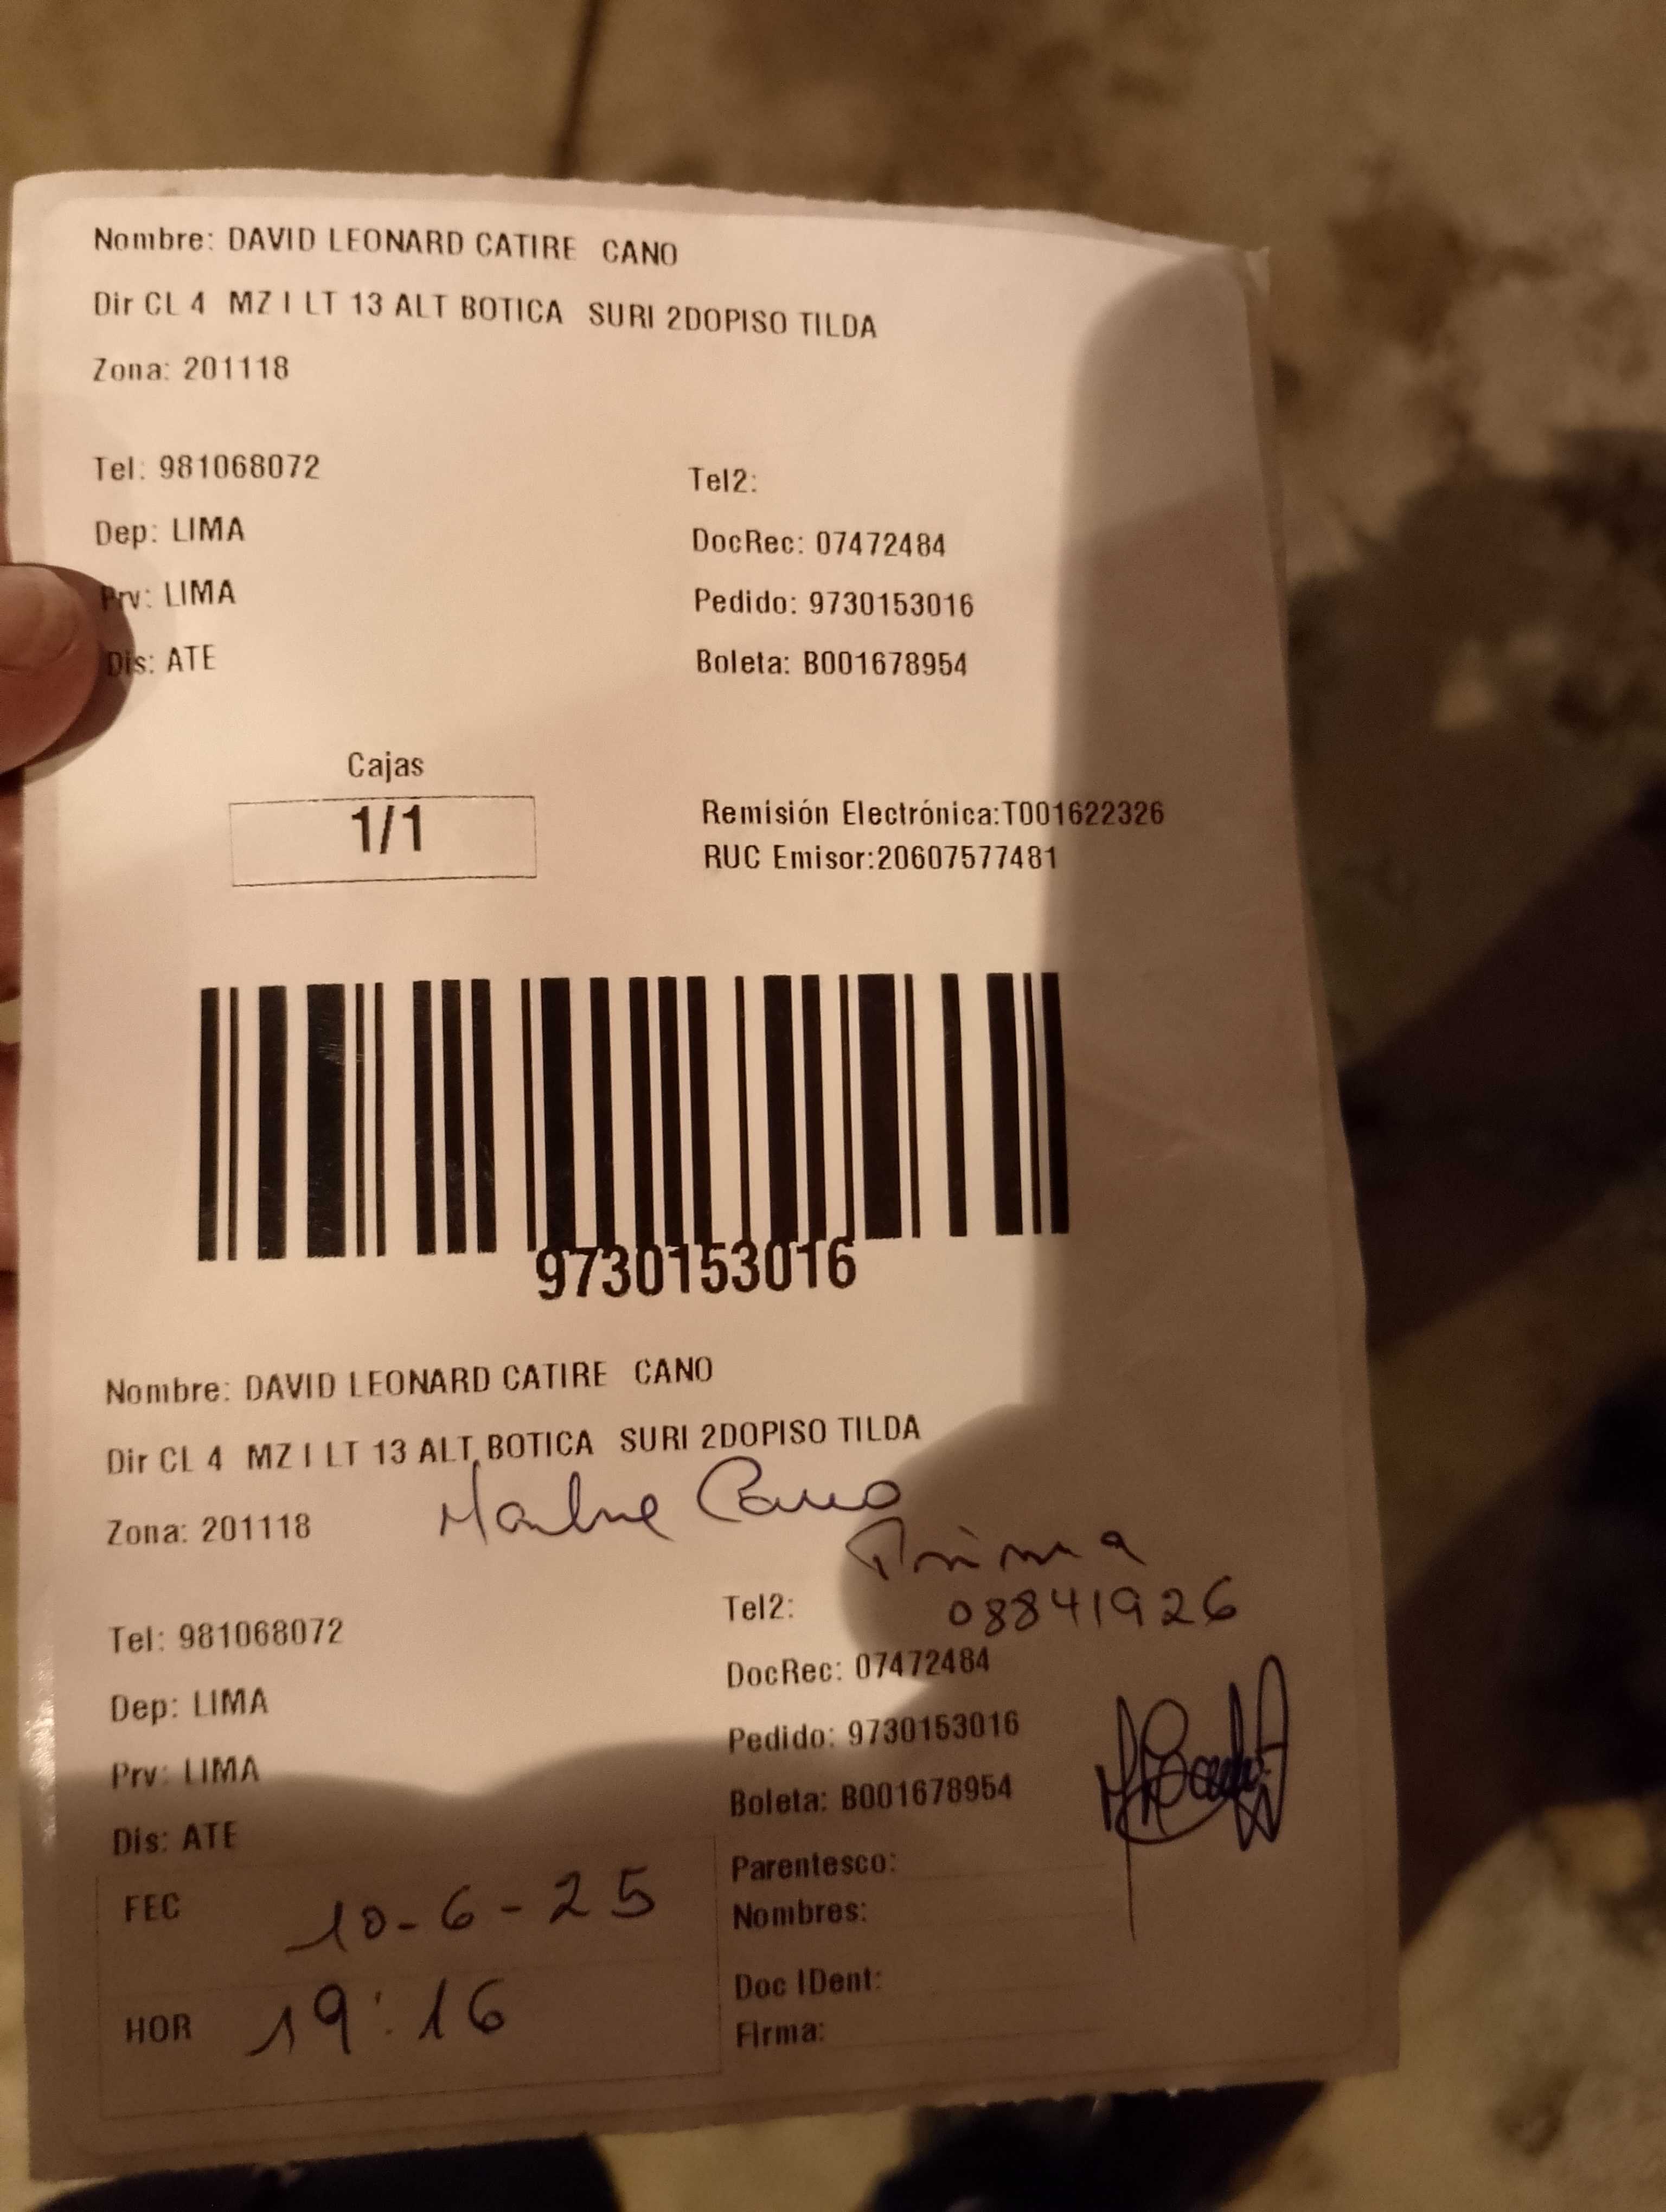 Nombre: DAVID LEONARD CATIRE CANO
Dir CL 4 MZ I LT 13 ALT BOTICA SURI 2DOPISO TILDA
Zona: 201118
Tel: 981068072
Tel2:
Dep: LIMA
DocRec: 07472484
Prv: LIMA
Pedido: 9730153016
Dis: ATE
Boleta: B001678954
Cajas
1/1
Remisión Electrónica:T001622326
RUC Emisor:20607577481
9730153016
Nombre: DAVID LEONARD CATIRE CANO
Dir CL 4 MZ I LT 13 ALT BOTICA SURI 2DOPISO TILDA
Cano
Zona: 201118
Prima
Tel2:
08841926
Tel: 981068072
DocRec: 07472484
Dep: LIMA
Pedido: 9730153016
Prv: LIMA
Boleta: B001678954
Dis: ATE
Parentesco:
FEC 10-6-25
Nombres:
Doc IDent:
HOR 19:16
Firma: